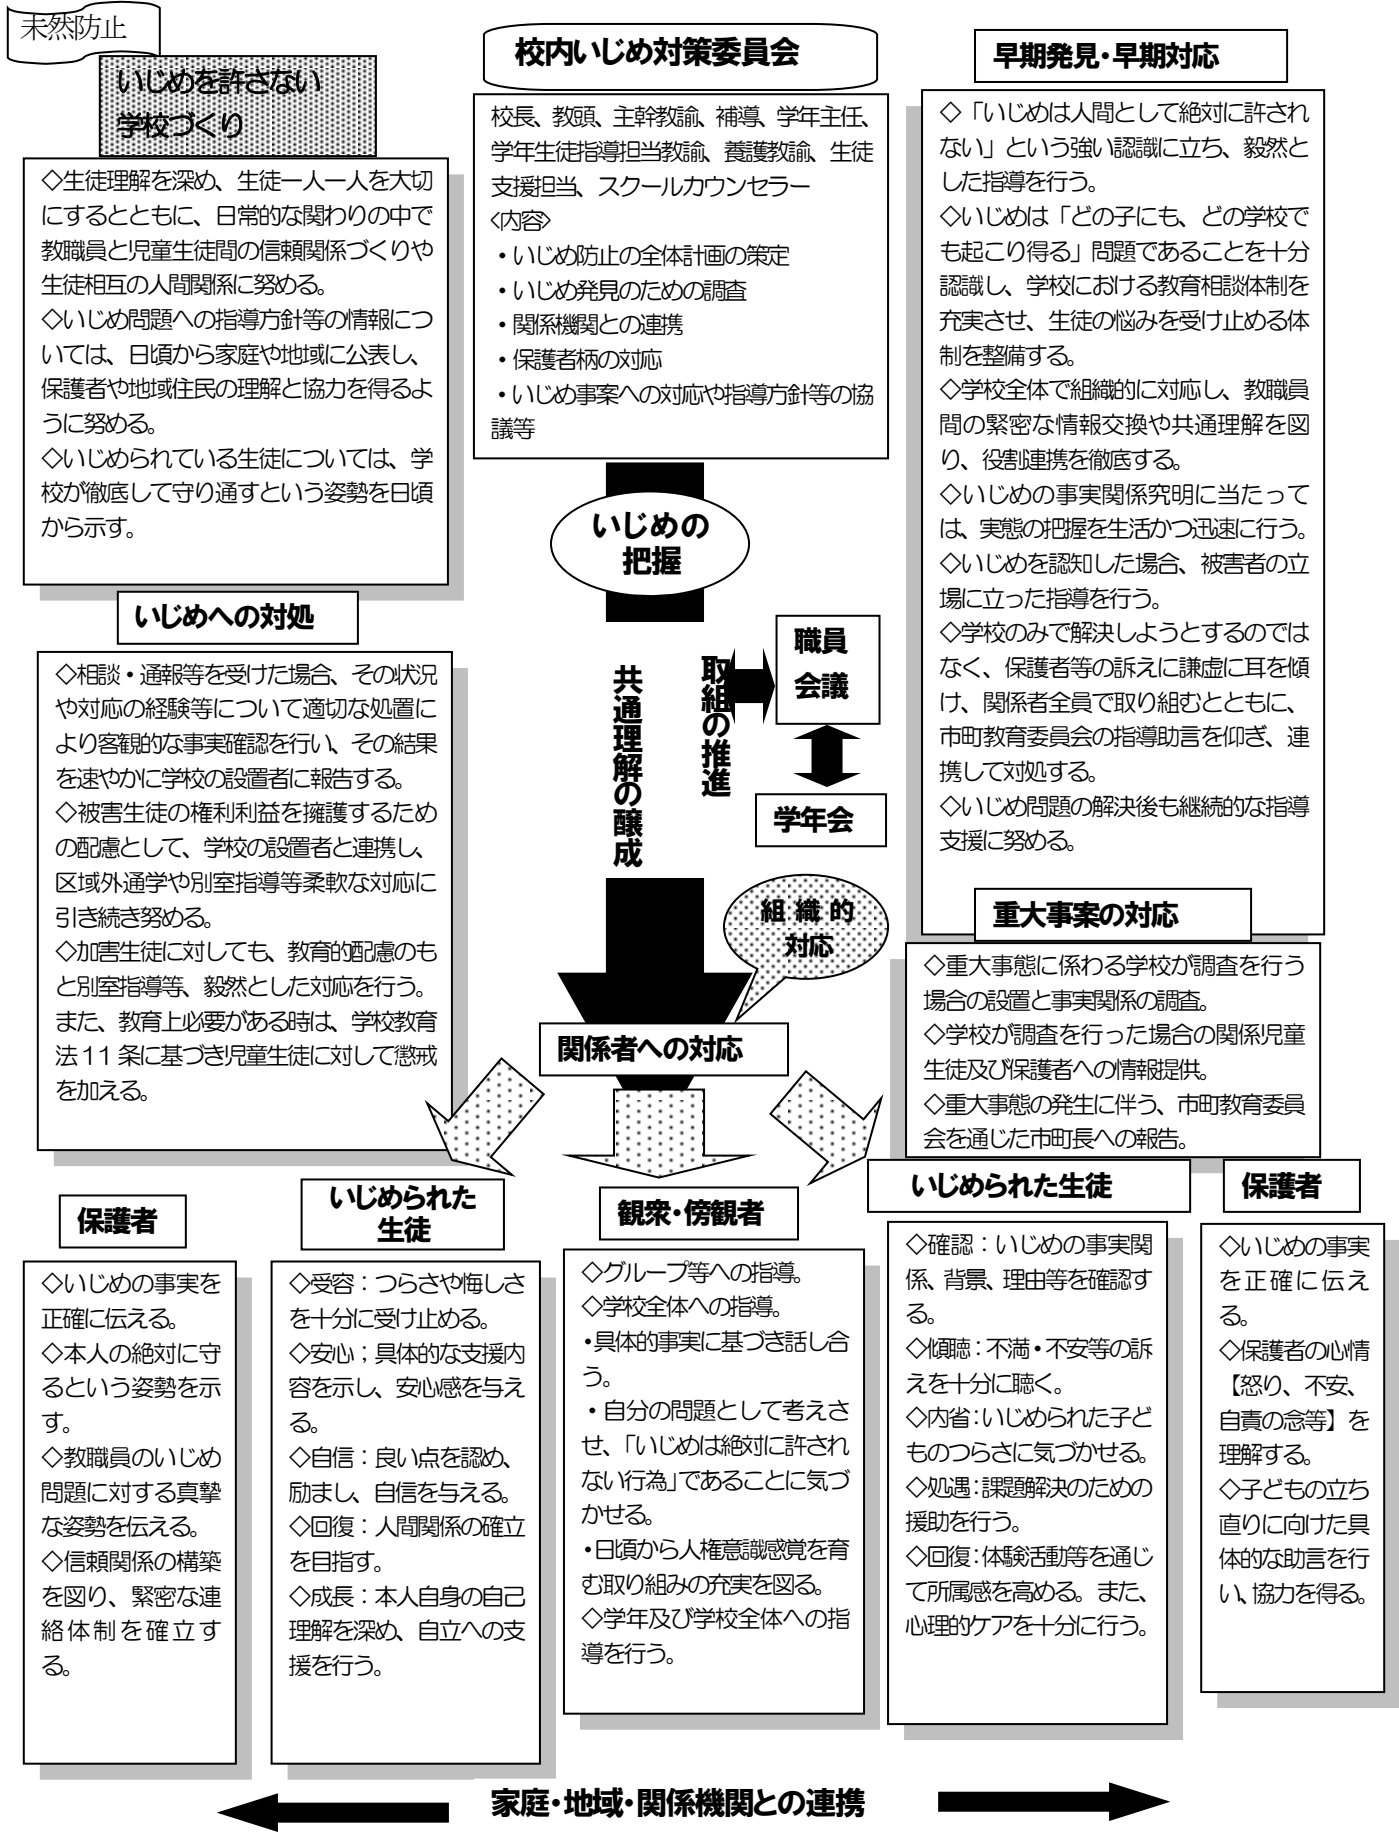 未然防止
いじめを許さない
学校づくり
◇生徒理解を深め、生徒一人一人を大切
にするとともに、日常的な関わりの中で
教職員と児童生徒間の信頼関係づくりや
生徒相互の人間関係に努める。
◇いじめ問題への指導方針等の情報につ
いては、日頃から家庭や地域に公表し、
保護者や地域住民の理解と協力を得るよ
うに努める。
◇いじめられている生徒については、学
校が徹底して守り通すという姿勢を日頃
から示す。
いじめへの対処
◇相談・通報等を受けた場合、その状況
や対応の経験等について適切な処置に
より客観的な事実確認を行い、その結果
を速やかに学校の設置者に報告する。
◇被害生徒の権利利益を擁護するため
の配慮として、学校の設置者と連携し、
区域外通学や別室指導等柔軟な対応に
引き続き努める。
◇加害生徒に対しても、教育的配慮のも
と別室指導等、毅然とした対応を行う。
また、教育上必要がある時は、学校教育
法11条に基づき児童生徒に対して懲戒
を加える。
校内いじめ対策委員会
校長、教頭、主幹教諭、補導、学年主任、
学年生徒指導担当教諭、養護教諭、生徒
支援担当、スクールカウンセラー
<内容>
・いじめ防止の全体計画の策定
・いじめ発見のための調査
・関係機関との連携
・保護者柄の対応
・いじめ事案への対応や指導方針等の協
議等
いじめの
把握
共通理解の醸成
取組の推進
職員
会議
学年会
組織的
対応
関係者への対応
早期発見・早期対応
◇「いじめは人間として絶対に許され
ない」という強い認識に立ち、毅然と
した指導を行う。
◇いじめは「どの子にも、どの学校で
も起こり得る」問題であることを十分
認識し、学校における教育相談体制を
充実させ、生徒の悩みを受け止める体
制を整備する。
◇学校全体で組織的に対応し、教職員
間の緊密な情報交換や共通理解を図
り、役割連携を徹底する。
◇いじめの事実関係究明に当たって
は、実態の把握を生活かつ迅速に行う。
◇いじめを認知した場合、被害者の立
場に立った指導を行う。
◇学校のみで解決しようとするのでは
なく、保護者等の訴えに謙虚に耳を傾
け、関係者全員で取り組むとともに、
市町教育委員会の指導助言を仰ぎ、連
携して対処する。
◇いじめ問題の解決後も継続的な指導
支援に努める。
重大事案の対応
◇重大事態に係わる学校が調査を行う
場合の設置と事実関係の調査。
◇学校が調査を行った場合の関係児童
生徒及び保護者への情報提供。
◇重大事態の発生に伴う、市町教育委員
会を通じた市町長への報告。
保護者
◇いじめの事実を
正確に伝える。
◇本人の絶対に守
るという姿勢を示
す。
◇教職員のいじめ
問題に対する真摯
な姿勢を伝える。
◇信頼関係の構築
を図り、緊密な連
絡体制を確立す
る。
いじめられた
生徒
◇受容：つらさや悔しさ
を十分に受け止める。
◇安心；具体的な支援内
容を示し、安心感を与え
る。
◇自信：良い点を認め、
励まし、自信を与える。
◇回復：人間関係の確立
を目指す。
◇成長：本人自身の自己
理解を深め、自立への支
援を行う。
観衆・傍観者
◇グループ等への指導。
◇学校全体への指導。
・具体的事実に基づき話し合
う。
・自分の問題として考えさ
せ、「いじめは絶対に許され
ない行為」であることに気づ
かせる。
・日頃から人権意識感覚を育
む取り組みの充実を図る。
◇学年及び学校全体への指
導を行う。
いじめられた生徒
◇確認：いじめの事実関
係、背景、理由等を確認す
る。
◇傾聴：不満・不安等の訴
えを十分に聴く。
◇内省：いじめられた子ど
ものつらさに気づかせる。
◇処遇：課題解決のための
援助を行う。
◇回復：体験活動等を通じ
て所属感を高める。また、
心理的ケアを十分に行う。
保護者
◇いじめの事実
を正確に伝え
る。
◇保護者の心情
【怒り、不安、
自責の念等】を
理解する。
◇子どもの立ち
直りに向けた具
体的な助言を行
い、協力を得る。
家庭・地域・関係機関との連携